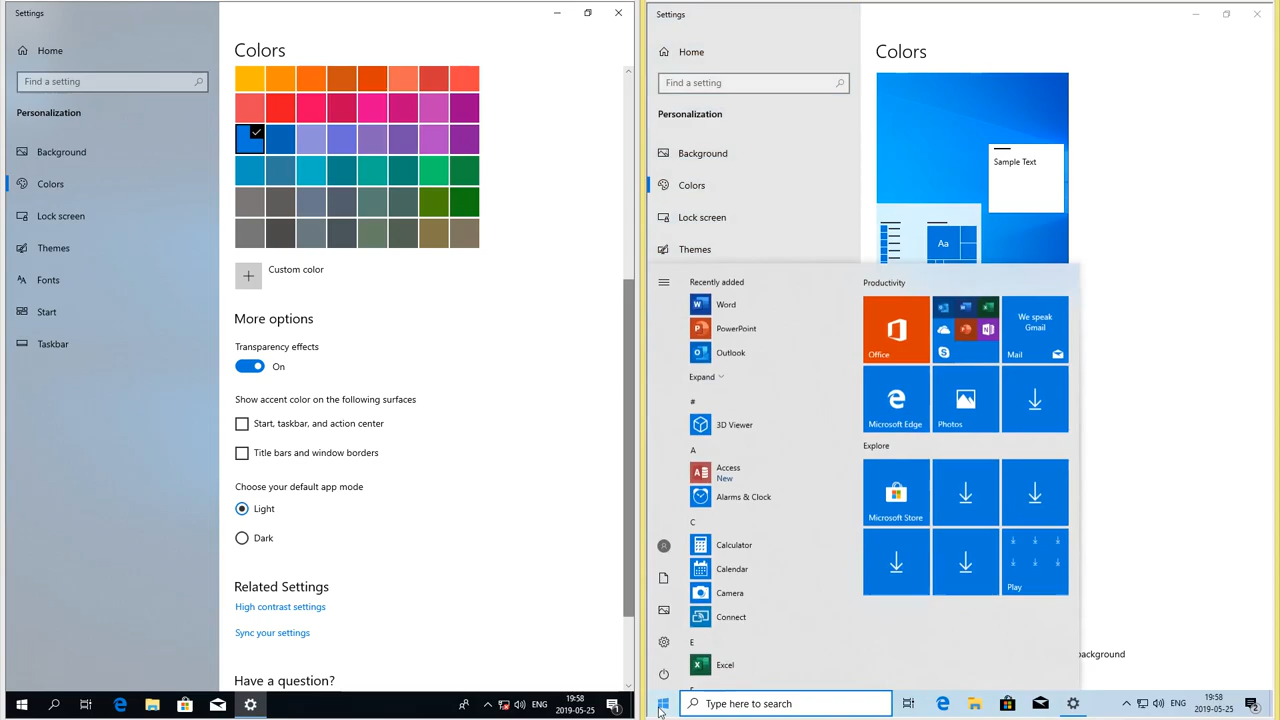 Settings
Home
Find a setting
Personalization
Background
Colors
Lock screen
Themes
Fonts
Start
Taskbar
Colors
Custom color
More options
Transparency effects
On
Show accent color on the following surfaces
Start, taskbar, and action center
Title bars and window borders
Choose your default app mode
Light
Dark
Related Settings
High contrast settings
Sync your settings
Have a question?
ENG
19:58
2019-05-25
1
Settings
Home
Find a setting
Personalization
Background
Colors
Lock screen
Themes
Colors
Sample Text
Aa
Recently added
Word
PowerPoint
Outlook
Expand
#
3D Viewer
A
Access
New
Alarms & Clock
C
Calculator
Calendar
Camera
Connect
E
Excel
Productivity
Office
We speak
Gmail
Mail
Microsoft Edge
Photos
Explore
Microsoft Store
Play
background
Type here to search
ENG
19:58
2019-05-25
2